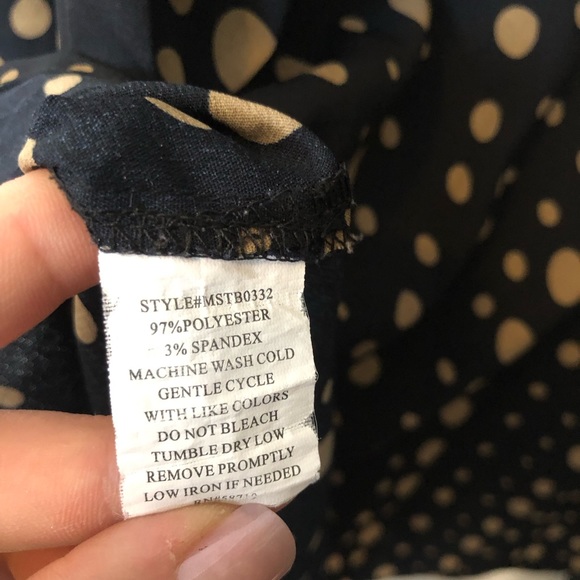 STYLE#MSTB0332
97%POLYESTER
3% SPANDEX
MACHINE WASH COLD
GENTLE CYCLE
WITH LIKE COLORS
DO NOT BLEACH
TUMBLE DRY LOW
REMOVE PROMPTLY
LOW IRON IF NEEDED